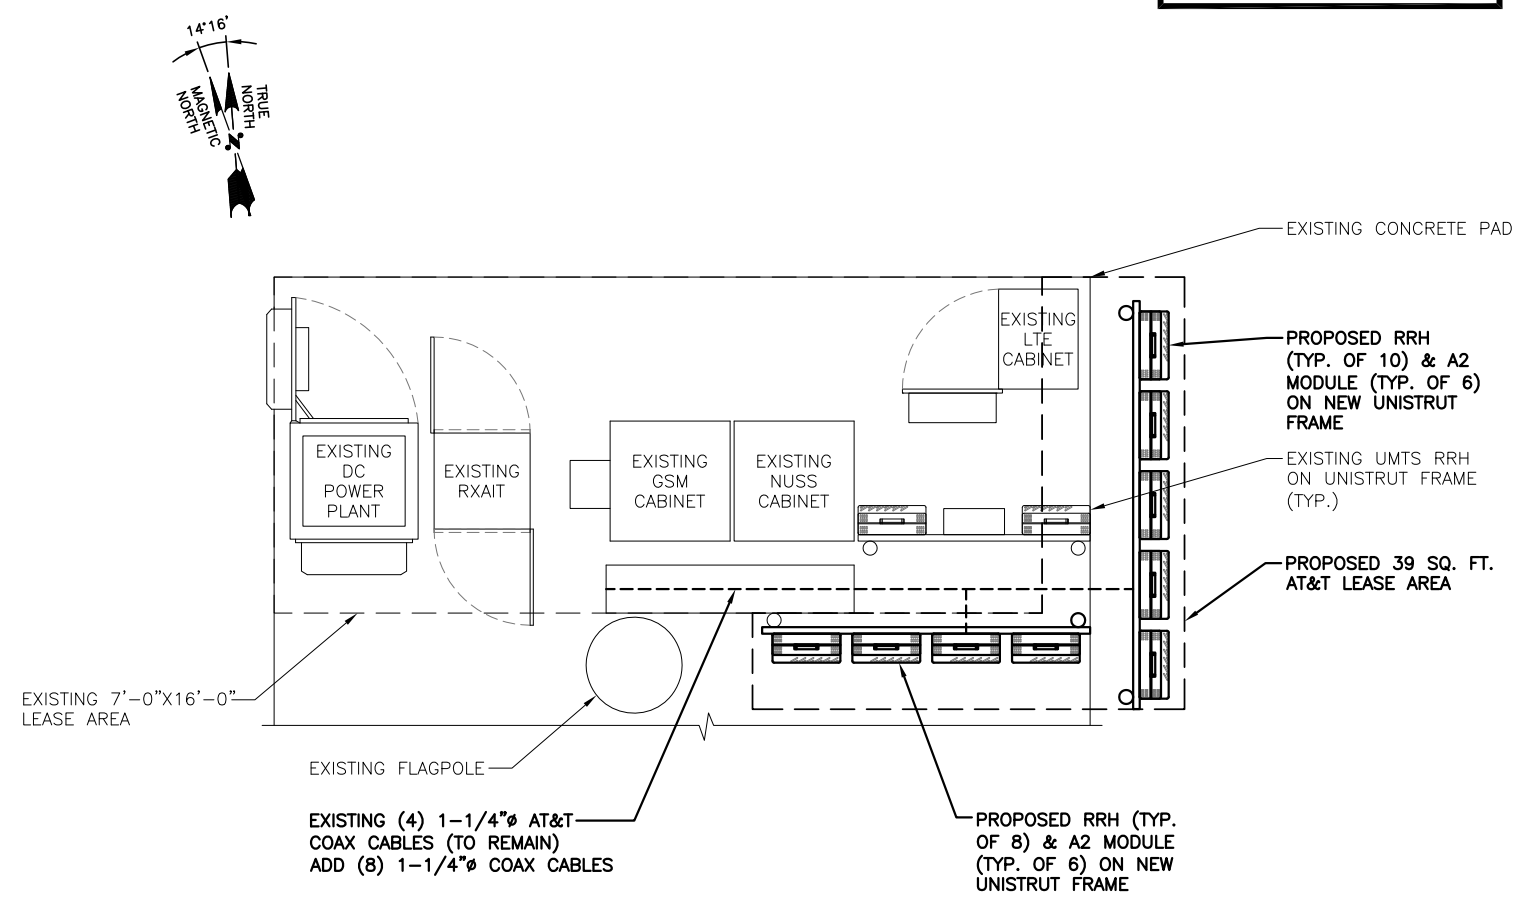 14°16'
TRUE
NORTH
MAGNETIC
NORTH
N
EXISTING CONCRETE PAD
EXISTING
LTE
CABINET
PROPOSED RRH
(TYP. OF 10) & A2
MODULE (TYP. OF 6)
ON NEW UNISTRUT
FRAME
EXISTING
DC
POWER
PLANT
EXISTING
RXAIT
EXISTING
GSM
CABINET
EXISTING
NUSS
CABINET
EXISTING UMTS RRH
ON UNISTRUT FRAME
(TYP.)
PROPOSED 39 SQ. FT.
AT&T LEASE AREA
EXISTING 7'-0"X16'-0"
LEASE AREA
EXISTING FLAGPOLE
EXISTING (4) 1-1/4"ø AT&T
COAX CABLES (TO REMAIN)
ADD (8) 1-1/4"ø COAX CABLES
PROPOSED RRH (TYP.
OF 8) & A2 MODULE
(TYP. OF 6) ON NEW
UNISTRUT FRAME